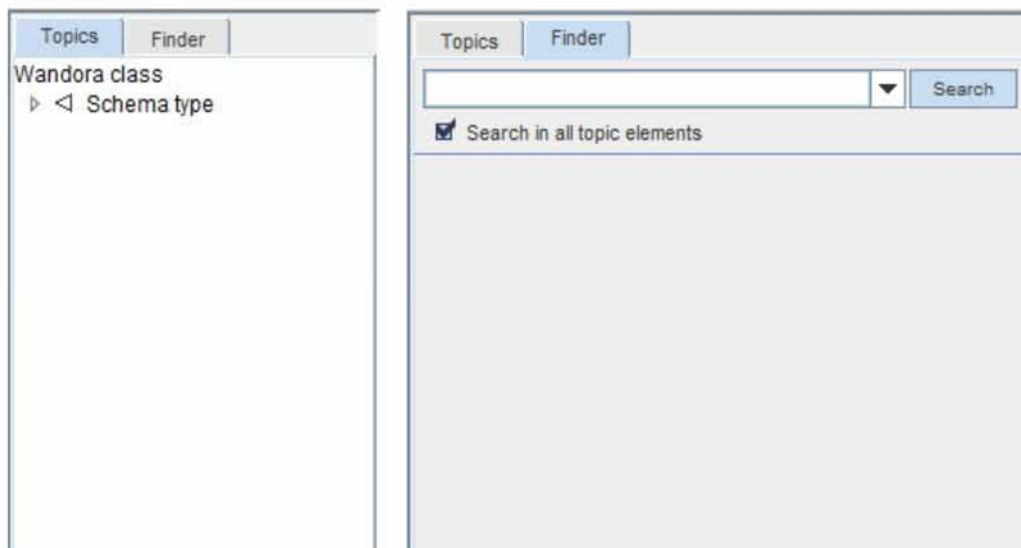 Topics Finder
Wandora class
Schema type
Topics Finder
Search
Search in all topic elements